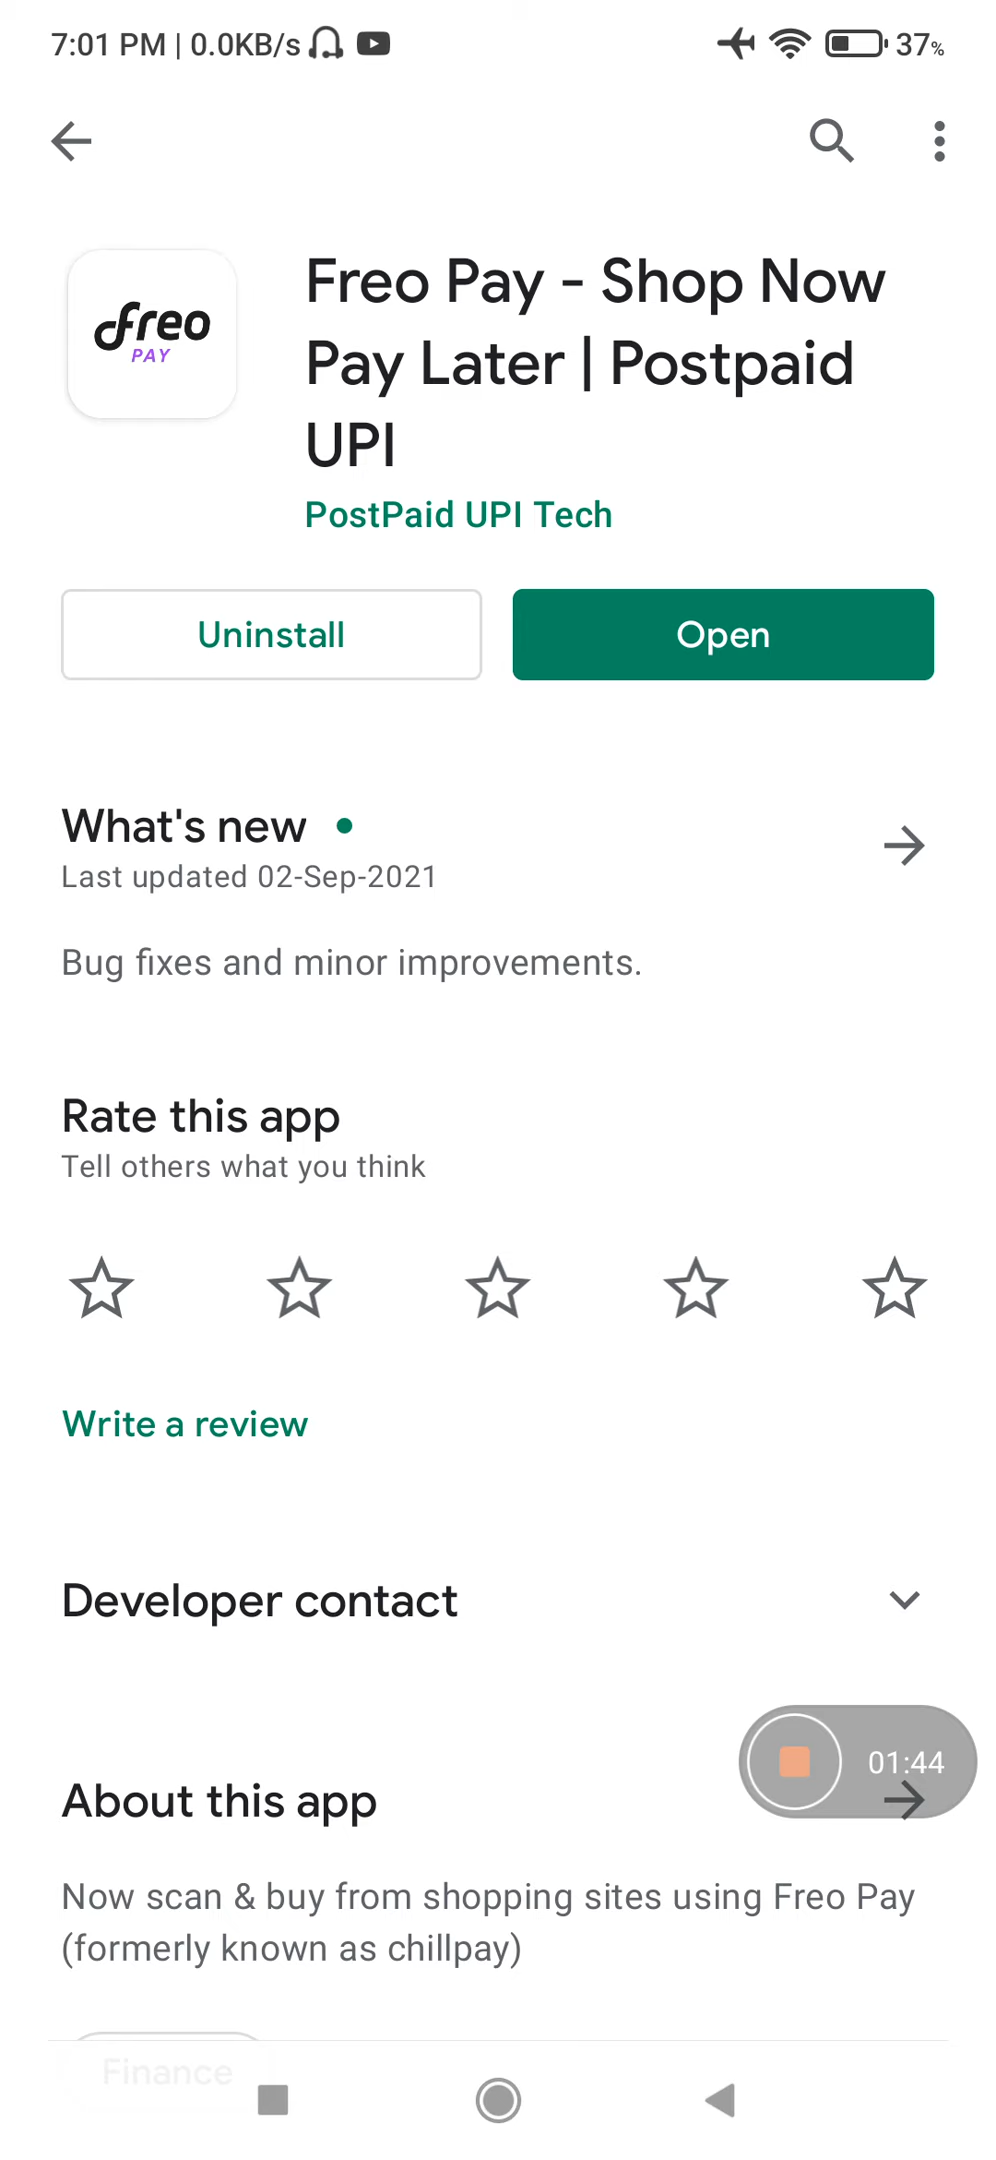 7:01 PM | 0.0KB/s
37%
freo
PAY
Freo Pay - Shop Now
Pay Later | Postpaid
UPI
PostPaid UPI Tech
Uninstall
Open
What's new
Last updated 02-Sep-2021
Bug fixes and minor improvements.
Rate this app
Tell others what you think
Write a review
Developer contact
01:44
About this app
Now scan & buy from shopping sites using Freo Pay
(formerly known as chillpay)
Finance